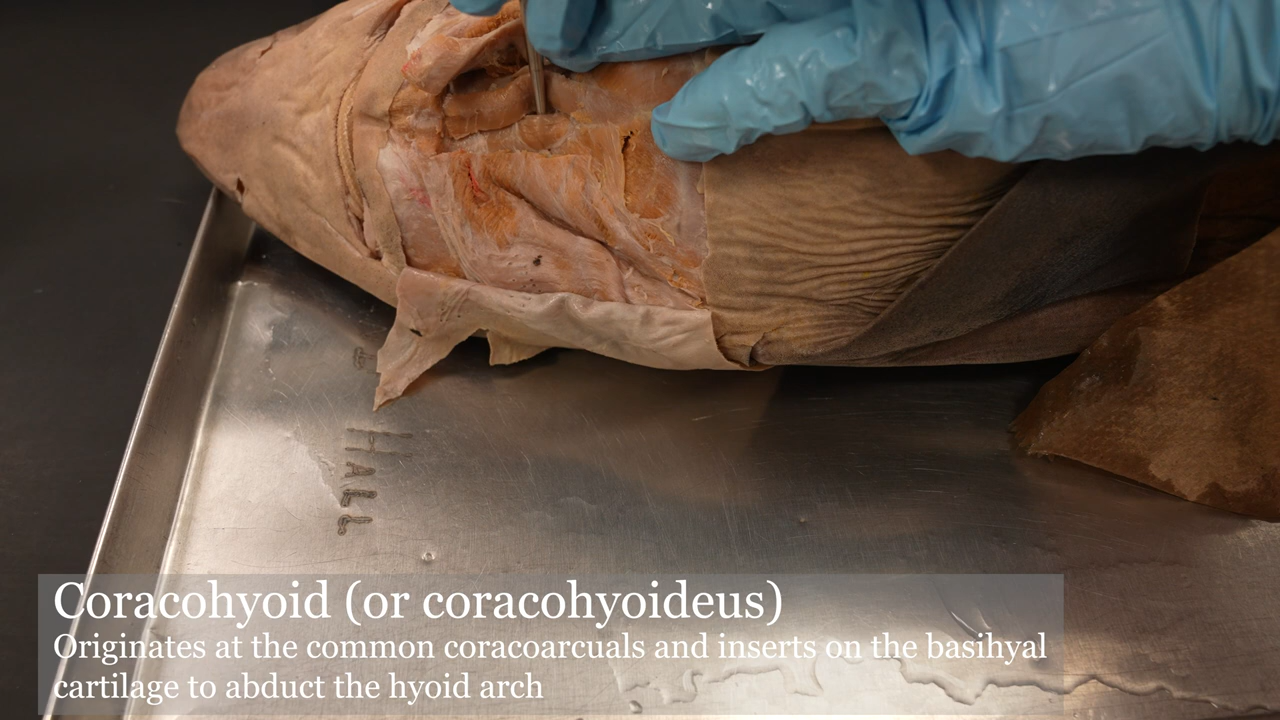 HALL
Coracohyoid (or coracohyoideus)
Originates at the common coracoarcuals and inserts on the basihyal
cartilage to abduct the hyoid arch